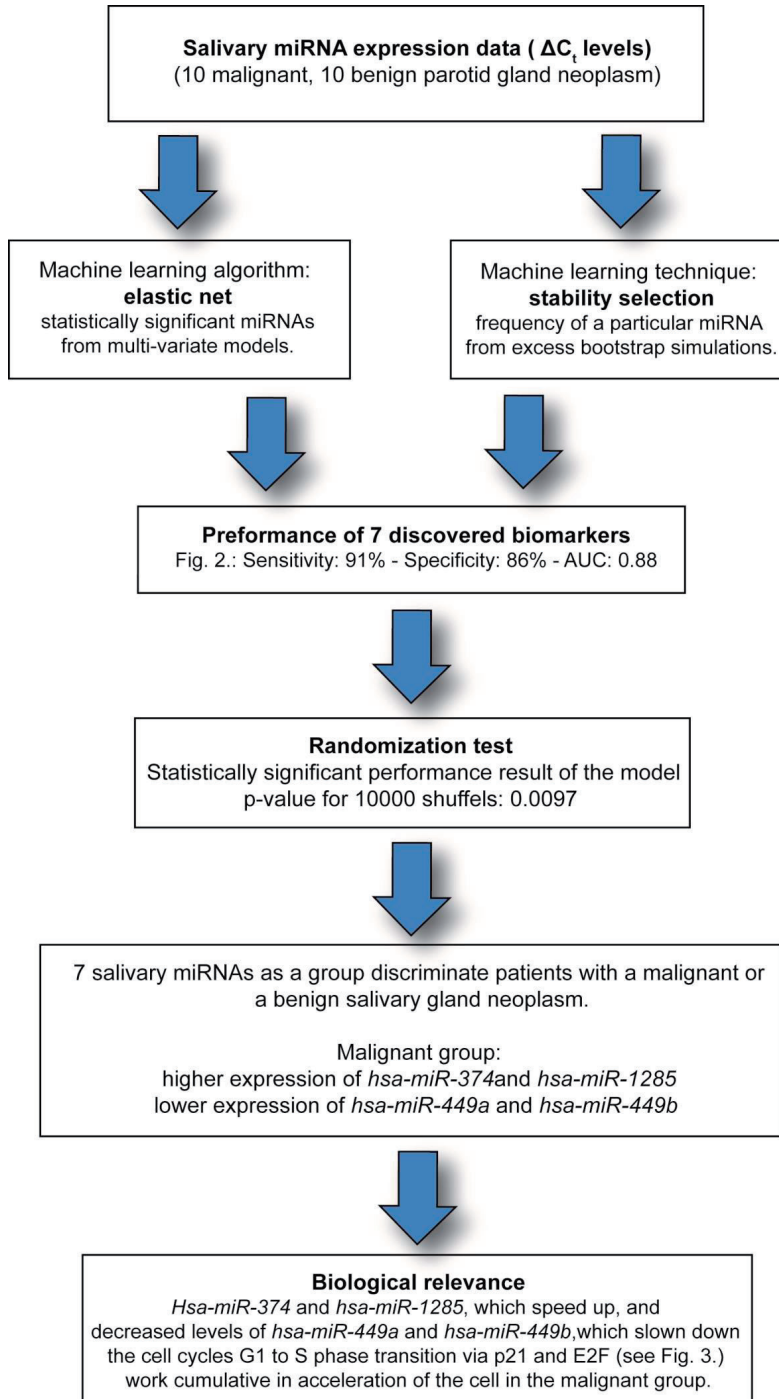 Salivary miRNA expression data ( ΔCt levels)
(10 malignant, 10 benign parotid gland neoplasm)
Machine learning algorithm:
elastic net
statistically significant miRNAs
from multi-variate models.
Machine learning technique:
stability selection
frequency of a particular miRNA
from excess bootstrap simulations.
Preformance of 7 discovered biomarkers
Fig. 2.: Sensitivity: 91% - Specificity: 86% - AUC: 0.88
Randomization test
Statistically significant performance result of the model
p-value for 10000 shuffels: 0.0097
7 salivary miRNAs as a group discriminate patients with a malignant or
a benign salivary gland neoplasm.
Malignant group:
higher expression of hsa-miR-374and hsa-miR-1285
lower expression of hsa-miR-449a and hsa-miR-449b
Biological relevance
Hsa-miR-374 and hsa-miR-1285, which speed up, and
decreased levels of hsa-miR-449a and hsa-miR-449b,which slown down
the cell cycles G1 to S phase transition via p21 and E2F (see Fig. 3.)
work cumulative in acceleration of the cell in the malignant group.